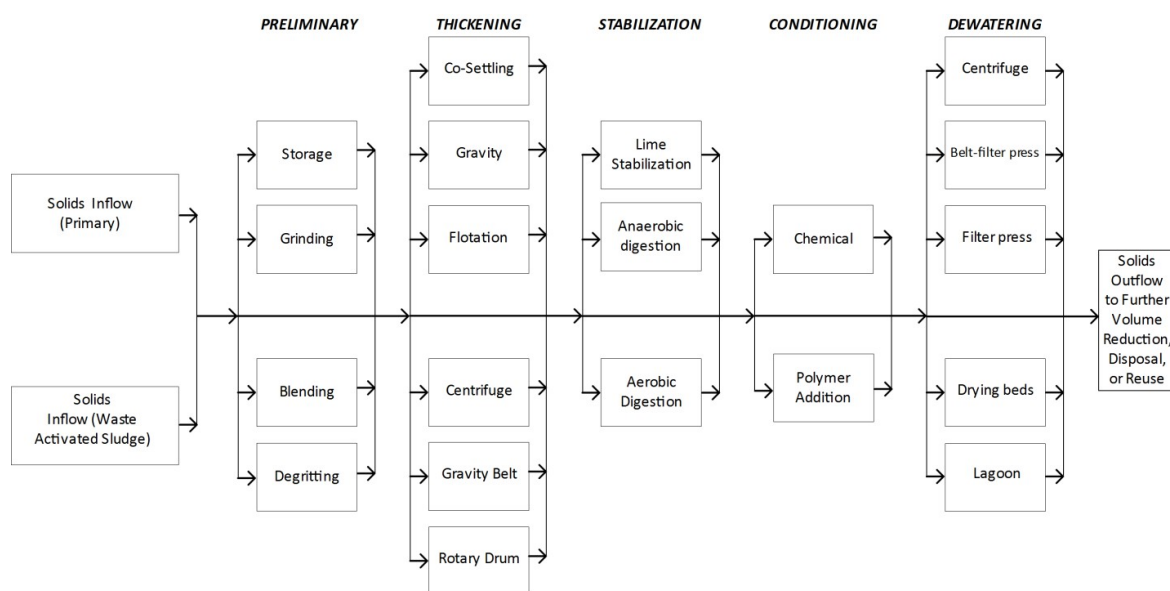 PRELIMINARY
THICKENING
STABILIZATION
CONDITIONING
DEWATERING
Solids Inflow
(Primary)
Solids
Inflow (Waste
Activated Sludge)
Storage
Grinding
Blending
Degritting
Co-Settling
Gravity
Flotation
Centrifuge
Gravity Belt
Rotary Drum
Lime
Stabilization
Anaerobic
digestion
Aerobic
Digestion
Chemical
Polymer
Addition
Centrifuge
Belt-filter press
Filter press
Drying beds
Lagoon
Solids
Outflow
to Further
Volume
Reduction,
Disposal,
or Reuse